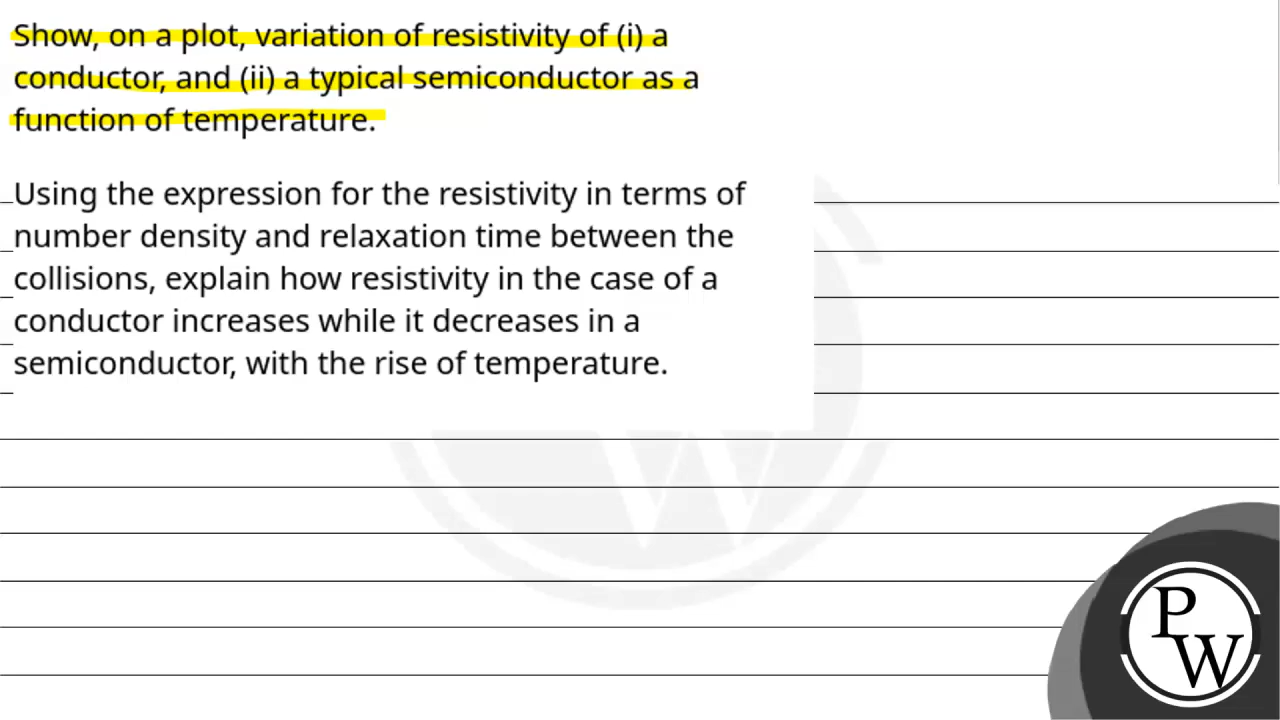 Show, on a plot, variation of resistivity of (i) a
conductor, and (ii) a typical semiconductor as a
function of temperature.
Using the expression for the resistivity in terms of
number density and relaxation time between the
collisions, explain how resistivity in the case of a
conductor increases while it decreases in a
semiconductor, with the rise of temperature.
W
PW